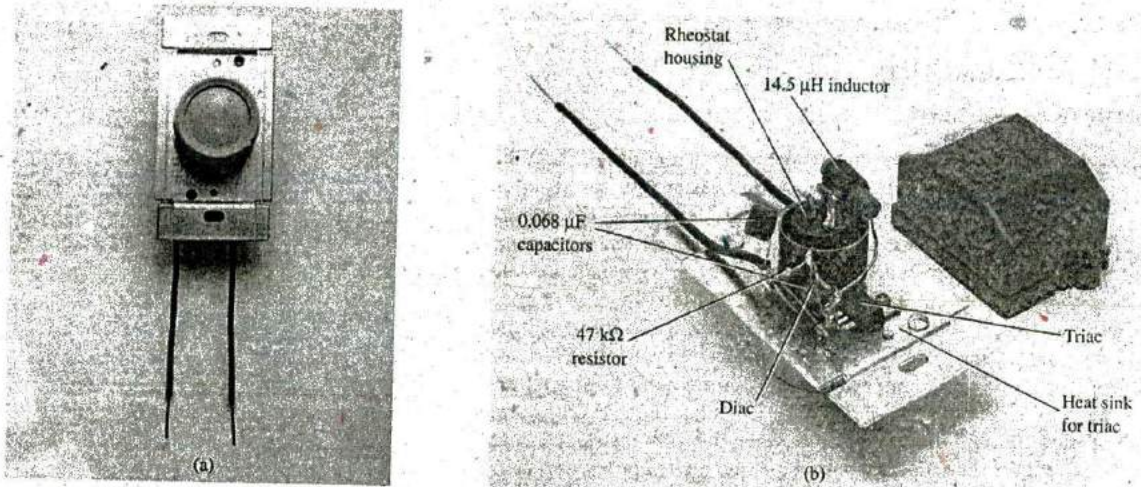 Rheostat
housing
14.5 µH inductor
0.068 µF
capacitors
47 kΩ
resistor
Diac
Triac
Heat sink
for triac
(a)
(b)